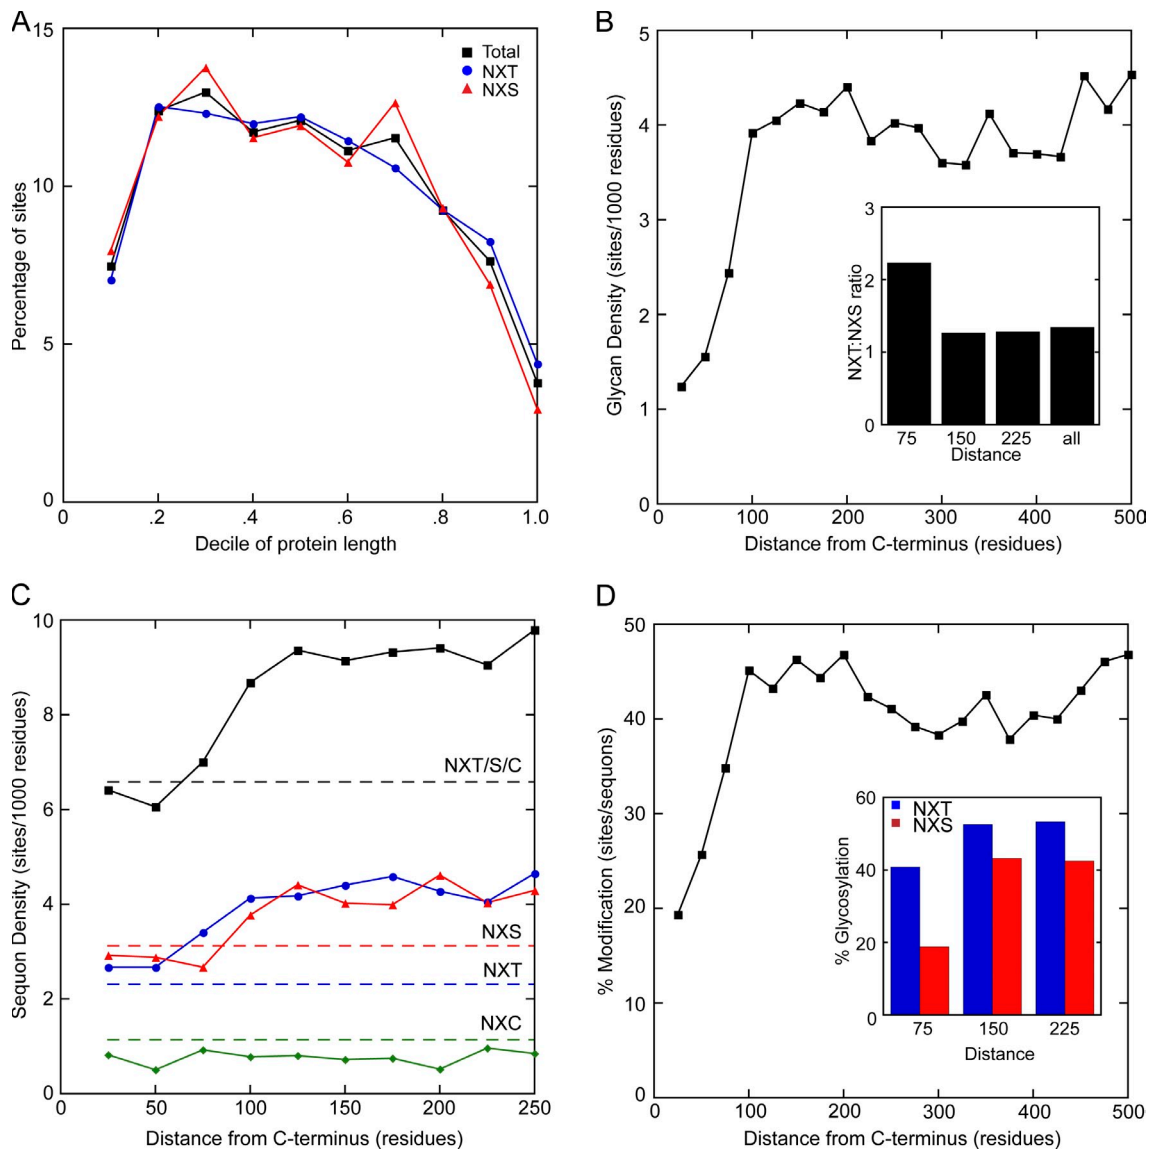 A
15
10
5
0
Percentage of sites
Total
NXT
NXS
0 .2 .4 .6 .8 1.0
Decile of protein length
B
5
4
3
2
1
0
Glycan Density (sites/1000 residues)
3
2
1
0
NXT:NXS ratio
75 150 225 all
Distance
0 100 200 300 400 500
Distance from C-terminus (residues)
C
10
8
6
4
2
0
Sequon Density (sites/1000 residues)
NXT/S/C
NXS
NXT
NXC
0 50 100 150 200 250
Distance from C-terminus (residues)
D
50
40
30
20
10
0
% Modification (sites/sequons)
60
40
20
0
% Glycosylation
NXT
NXS
75 150 225
Distance
0 100 200 300 400 500
Distance from C-terminus (residues)